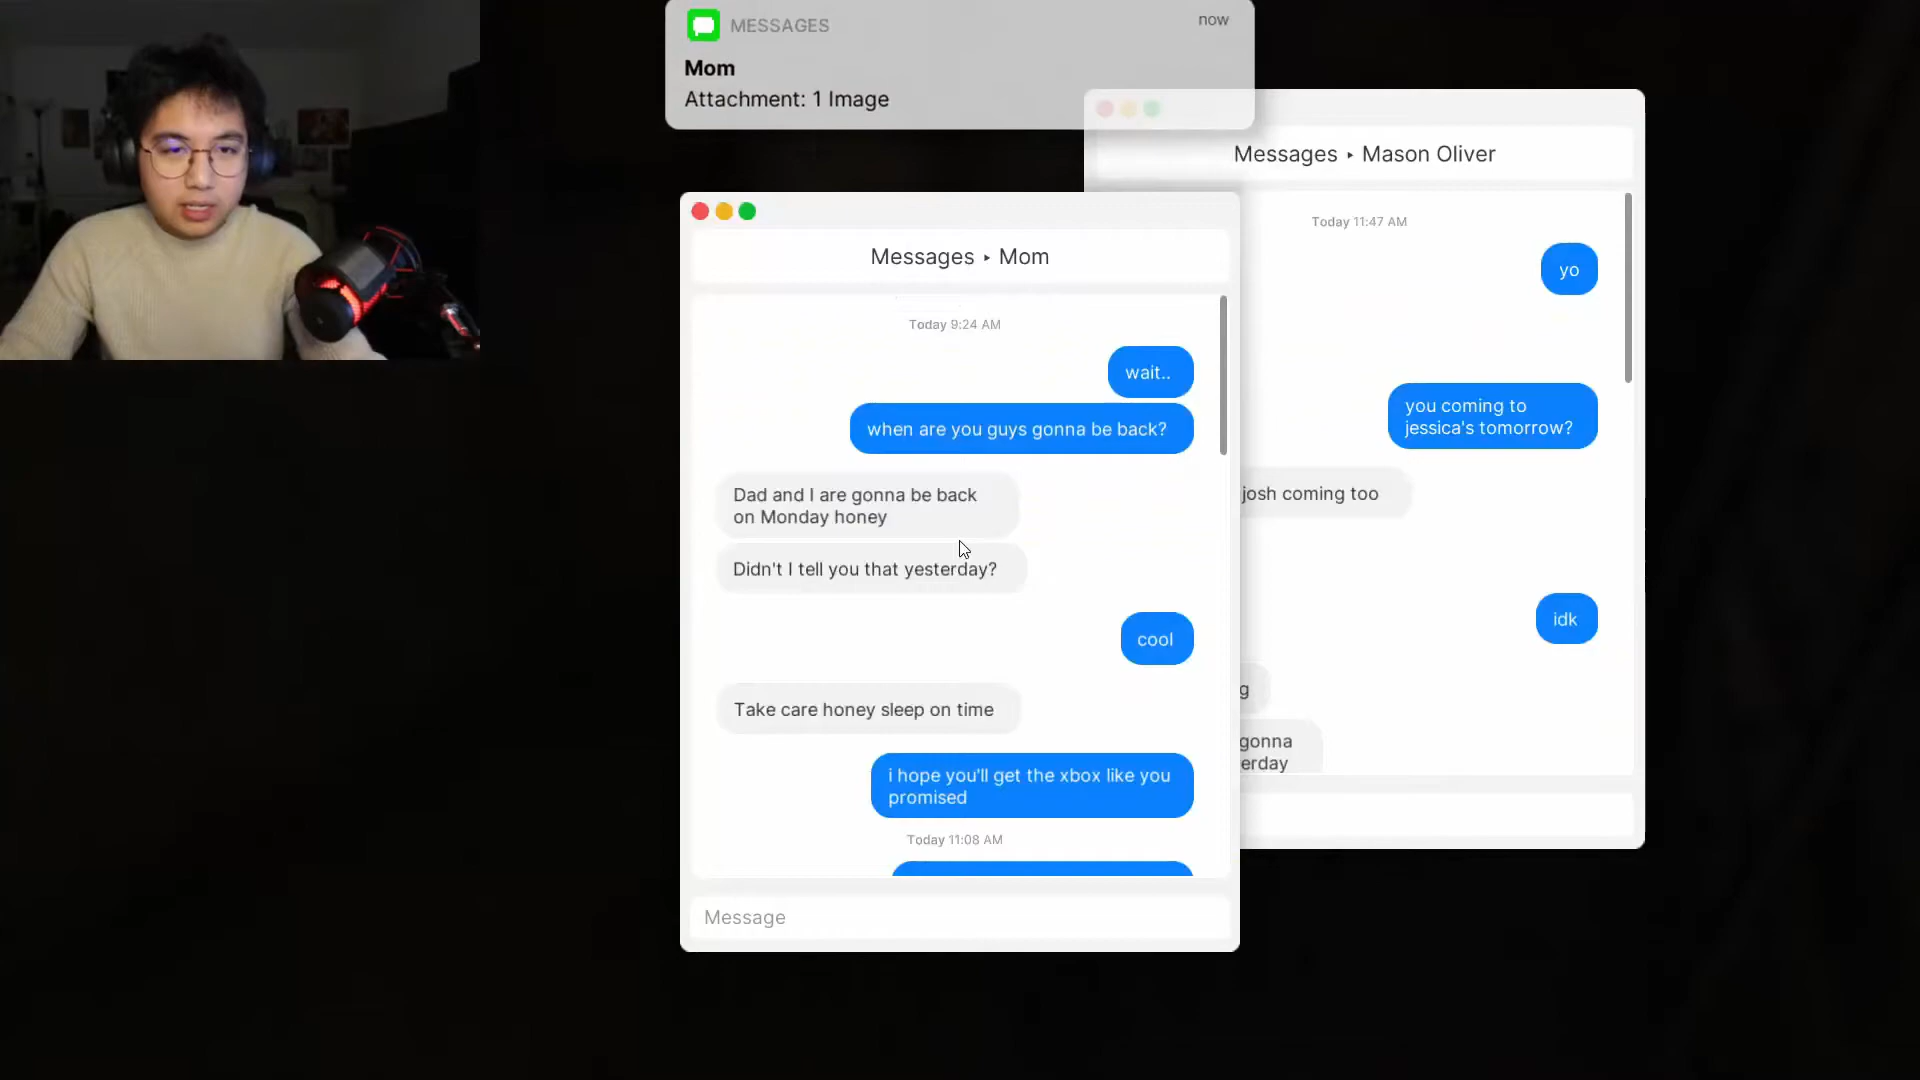 MESSAGES
now
Mom
Attachment: 1 Image
Messages ‣ Mom
Today 9:24 AM
wait..
when are you guys gonna be back?
Dad and I are gonna be back
on Monday honey
Didn't I tell you that yesterday?
cool
Take care honey sleep on time
i hope you'll get the xbox like you
promised
Today 11:08 AM
Message
Messages ‣ Mason Oliver
Today 11:47 AM
yo
you coming to
jessica's tomorrow?
josh coming too
idk
g
gonna
erday